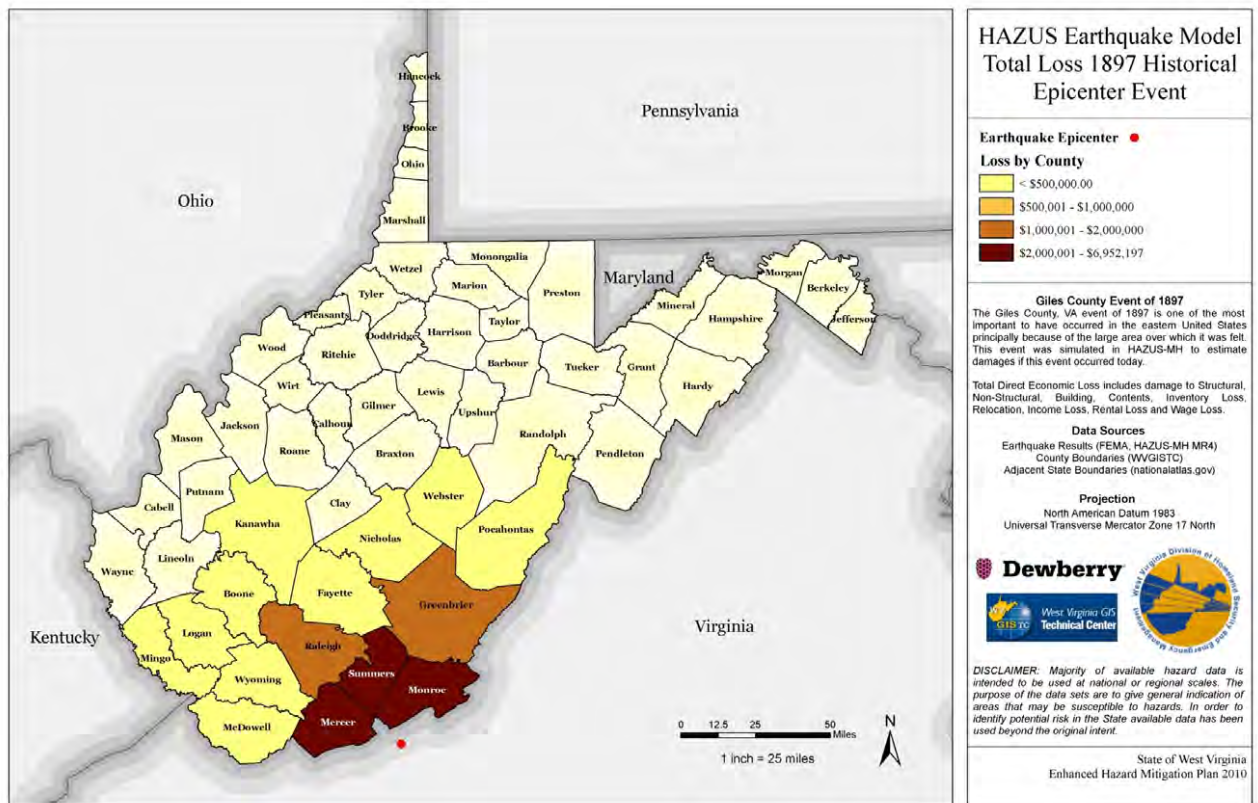 HAZUS Earthquake Model
Total Loss 1897 Historical
Epicenter Event
Earthquake Epicenter
Loss by County
< $500,000.00
$500,001 - $1,000,000
$1,000,001 - $2,000,000
$2,000,001 - $6,952,197
Giles County Event of 1897
The Giles County, VA event of 1897 is one of the most
important to have occurred in the eastern United States
principally because of the large area over which it was felt.
This event was simulated in HAZUS-MH to estimate
damages if this event occurred today.
Total Direct Economic Loss includes damage to Structural,
Non-Structural, Building, Contents, Inventory Loss,
Relocation, Income Loss, Rental Loss and Wage Loss.
Data Sources
Earthquake Results (FEMA, HAZUS-MH MR4)
County Boundaries (WVGISTC)
Adjacent State Boundaries (nationalatlas.gov)
Projection
North American Datum 1983
Universal Transverse Mercator Zone 17 North
Dewberry
West Virginia GIS
GISTC Technical Center
West Virginia Division of Homeland Security and Emergency Management
DISCLAIMER: Majority of available hazard data is
intended to be used at national or regional scales. The
purpose of the data sets are to give general indication of
areas that may be susceptible to hazards. In order to
identify potential risk in the State available data has been
used beyond the original intent.
State of West Virginia
Enhanced Hazard Mitigation Plan 2010
Hancock
Pennsylvania
Brooke
Ohio
Ohio
Marshall
Wetzel
Monongalia
Marion
Preston
Maryland
Morgan
Berkeley
Jefferson
Mineral
Hampshire
Tyler
Pleasants
Doddridge
Harrison
Taylor
Wood
Ritchie
Barbour
Tucker
Grant
Hardy
Wirt
Lewis
Gilmer
Upshur
Calhoun
Jackson
Mason
Roane
Braxton
Randolph
Pendleton
Putnam
Cabell
Clay
Webster
Kanawha
Pocahontas
Nicholas
Lincoln
Wayne
Boone
Fayette
Greenbrier
Kentucky
Logan
Raleigh
Virginia
Mingo
Wyoming
Summers
Monroe
McDowell
Mercer
0 12.5 25 50
Miles
1 inch = 25 miles
N